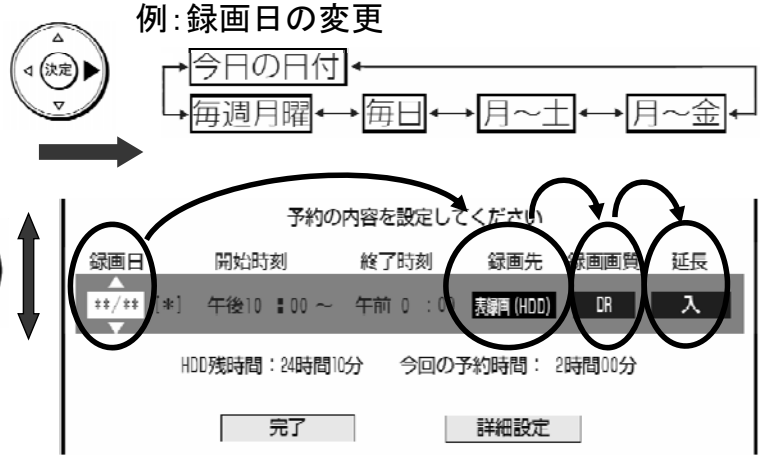 例:録画日の変更
決定
今日の日付
毎週月曜 毎日 月～土 月～金
予約の内容を設定してください
録画日 開始時刻 終了時刻 録画先 録画画質 延長
**/** [*] 午後10:00～ 午前 0:00 表録画(HDD) DR 入
HDD残時間:24時間10分 今回の予約時間: 2時間00分
完了 詳細設定